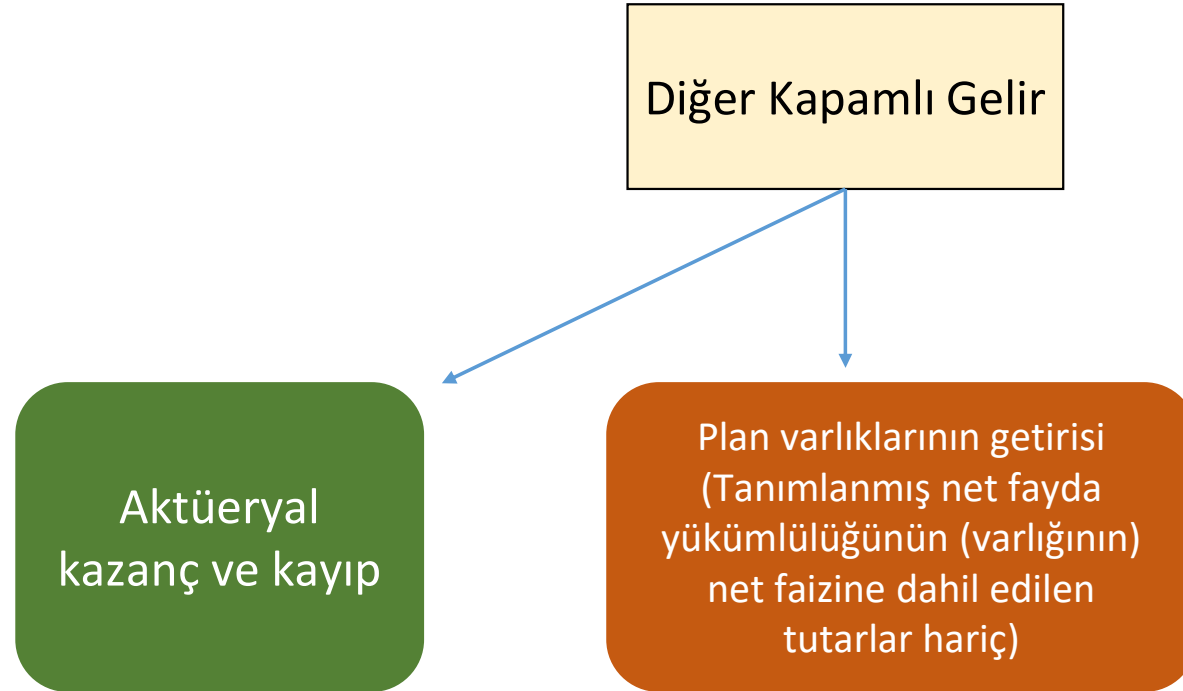 Diğer Kapamlı Gelir
Aktüeryal
kazanç ve kayıp
Plan varlıklarının getirisi
(Tanımlanmış net fayda
yükümlülüğünün (varlığının)
net faizine dahil edilen
tutarlar hariç)